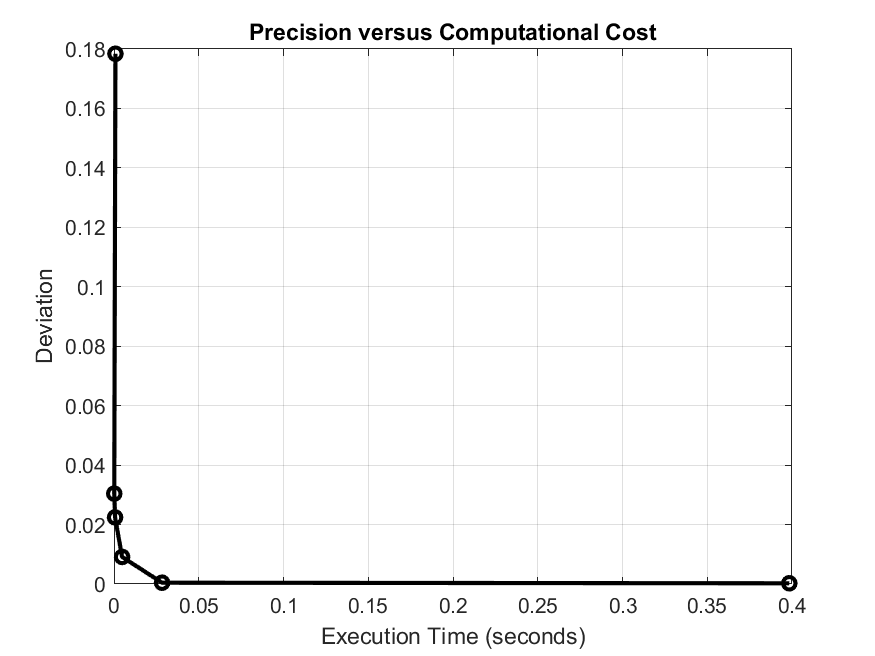 Precision versus Computational Cost
0.18
0.16
0.14
0.12
0.1
0.08
0.06
0.04
0.02
0
Deviation
0 0.05 0.1 0.15 0.2 0.25 0.3 0.35 0.4
Execution Time (seconds)